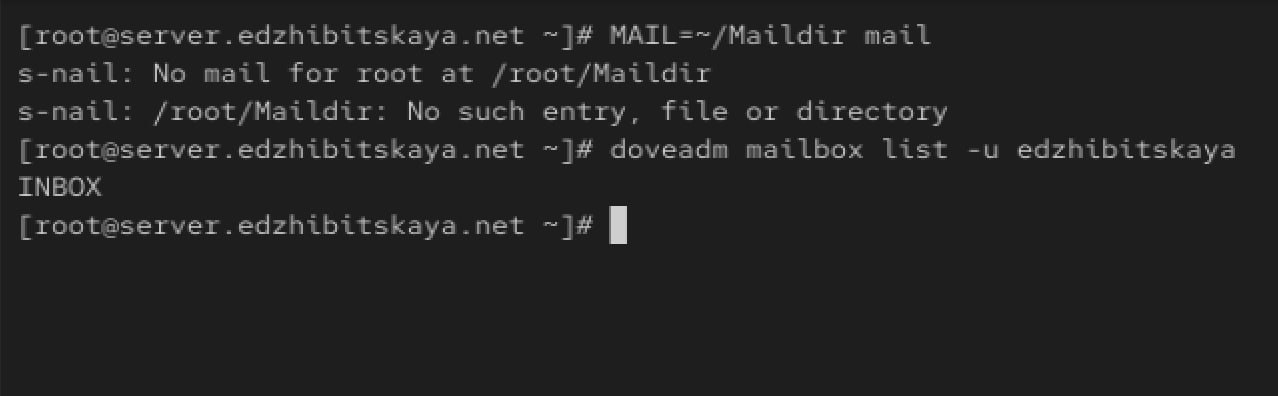 [root@server.edzhibitskaya.net ~]# MAIL=~/Maildir mail
s-nail: No mail for root at /root/Maildir
s-nail: /root/Maildir: No such entry, file or directory
[root@server.edzhibitskaya.net ~]# doveadm mailbox list -u edzhibitskaya
INBOX
[root@server.edzhibitskaya.net ~]#